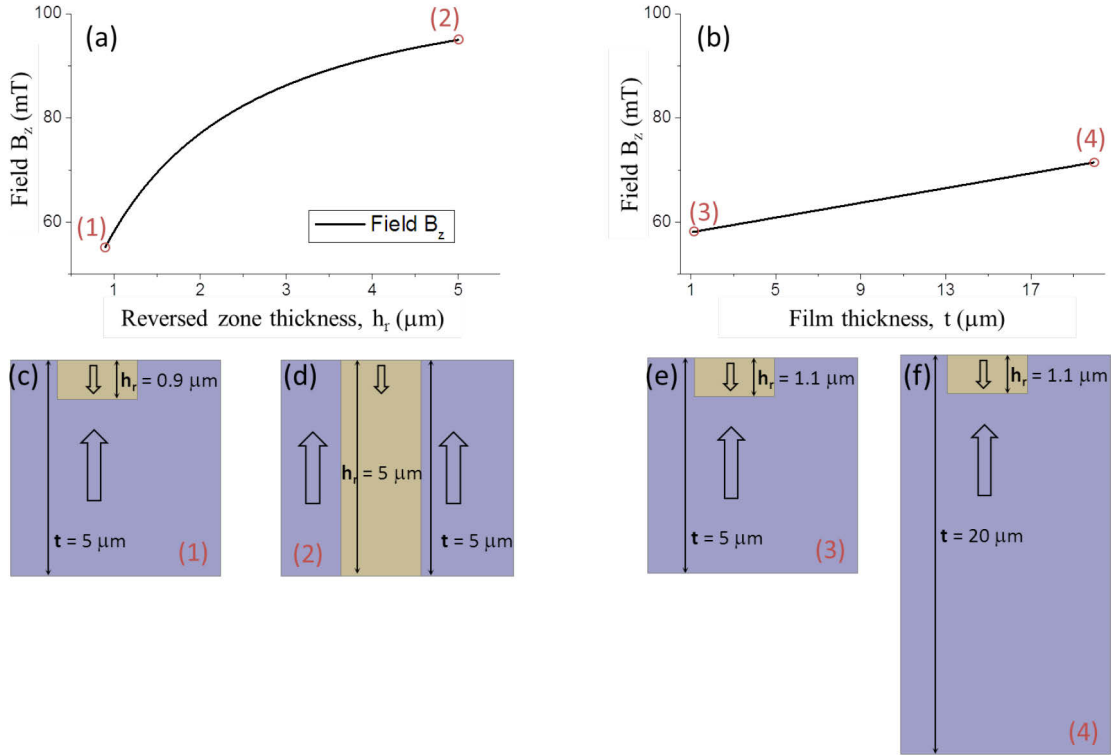 (a)
(2)
(1)
100
80
60
Field B_z (mT)
Field B_z
1 2 3 4 5
Reversed zone thickness, h_r (μm)
(b)
(4)
(3)
100
80
60
Field B_z (mT)
1 5 9 13 17
Film thickness, t (μm)
(c)
h_r = 0.9 μm
t = 5 μm
(1)
(d)
h_r = 5 μm
t = 5 μm
(2)
(e)
h_r = 1.1 μm
t = 5 μm
(3)
(f)
h_r = 1.1 μm
t = 20 μm
(4)